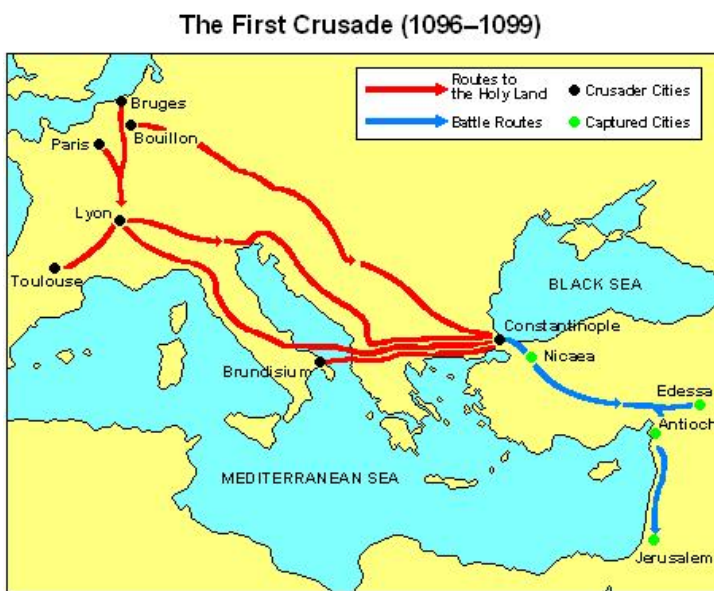 The First Crusade (1096–1099)
Routes to
the Holy Land
Crusader Cities
Battle Routes
Captured Cities
Bruges
Bouillon
Paris
Lyon
Toulouse
BLACK SEA
Constantinople
Nicaea
Brundisium
Edessa
Antioch
MEDITERRANEAN SEA
Jerusalem